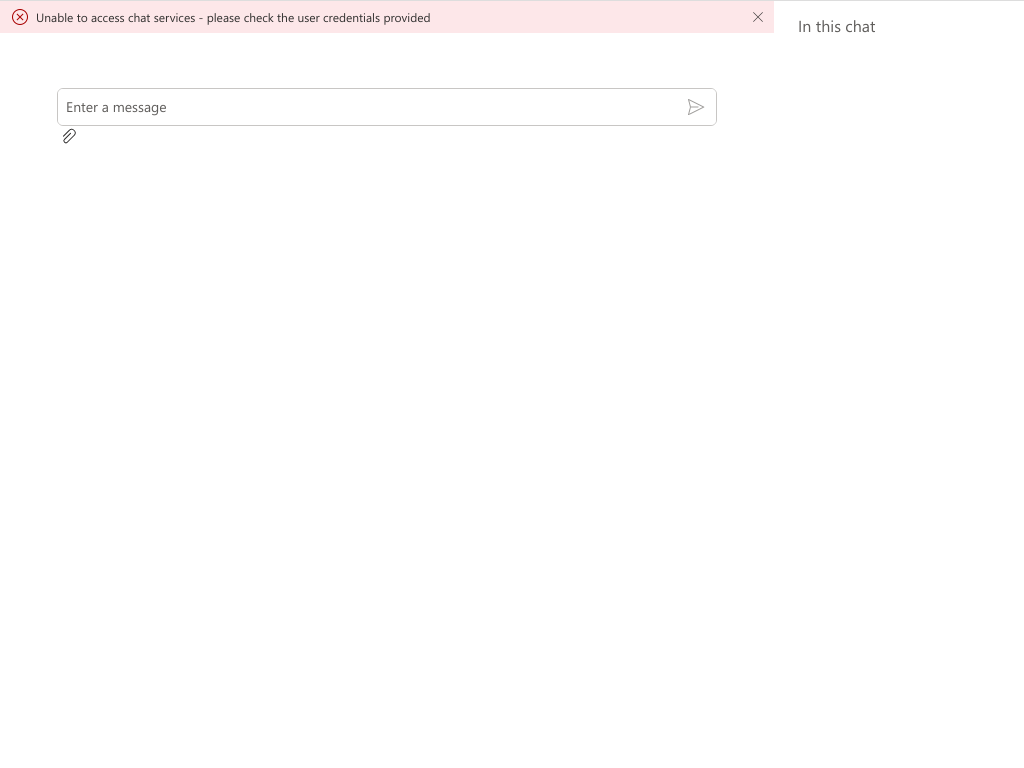 Unable to access chat services - please check the user credentials provided
In this chat
Enter a message